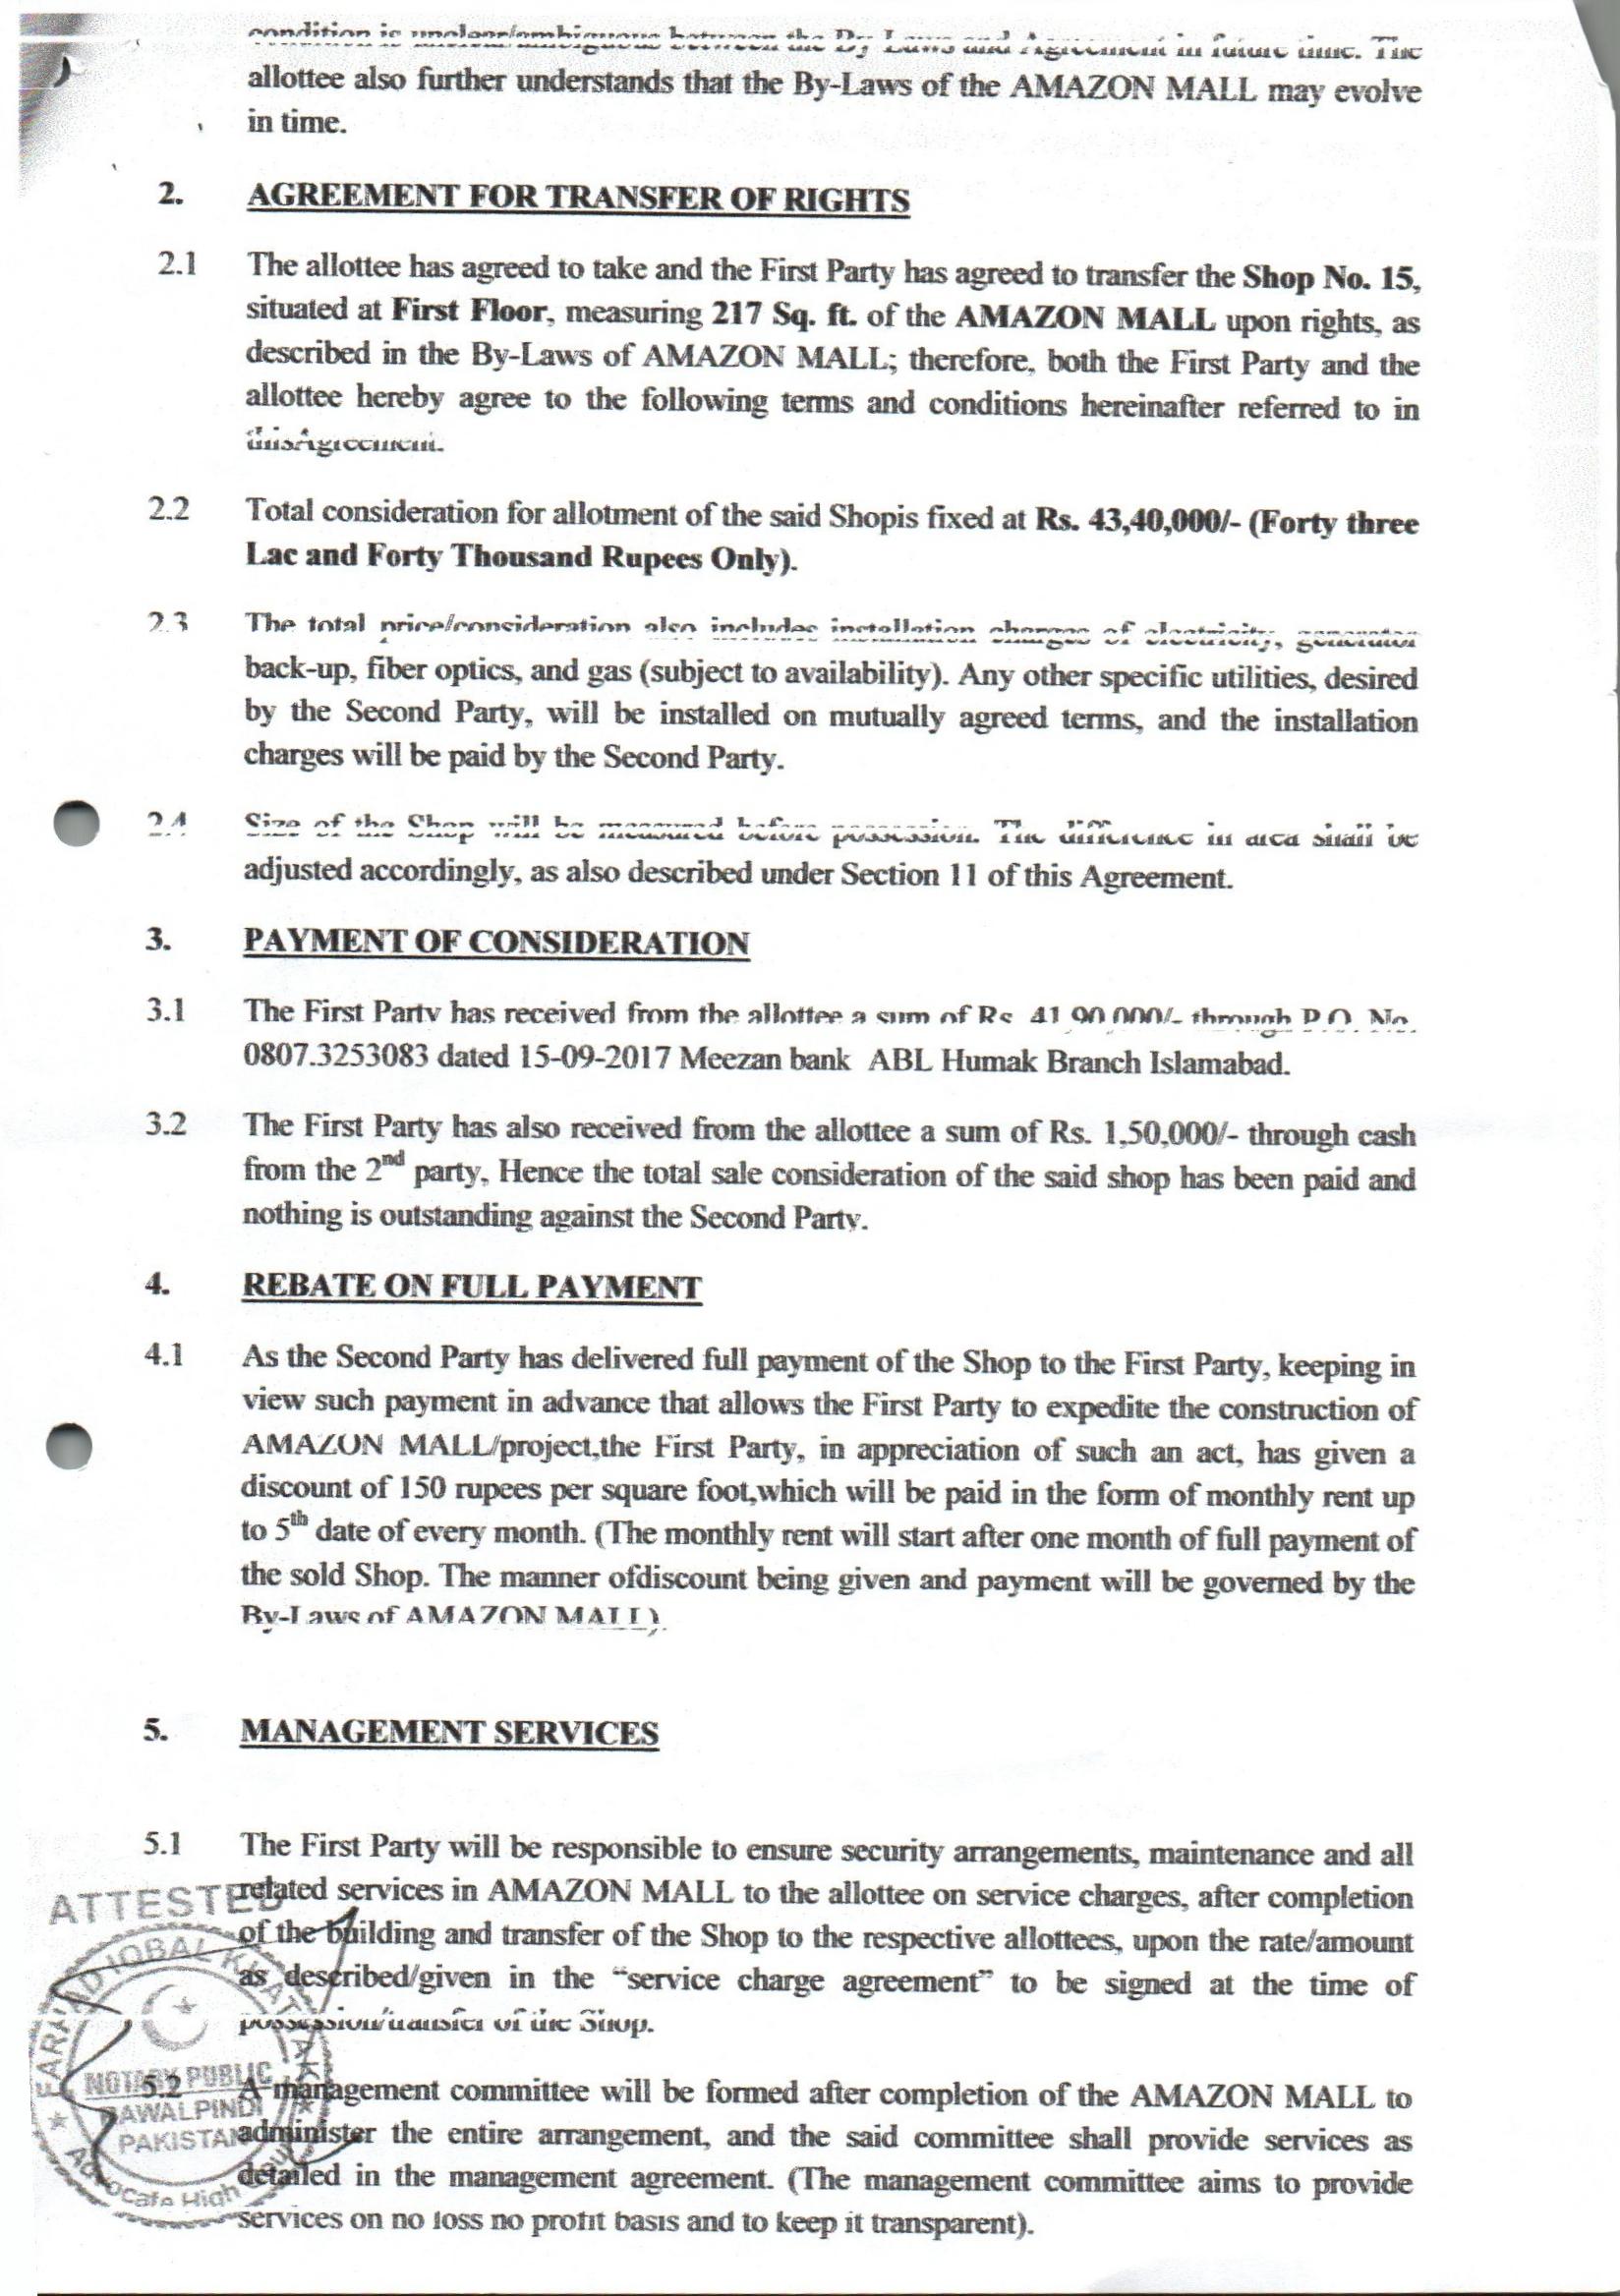 condition is unclear/ambiguous between the By-Laws and Agreement in future time. The
allottee also further understands that the By-Laws of the AMAZON MALL may evolve
in time.
2. AGREEMENT FOR TRANSFER OF RIGHTS
2.1 The allottee has agreed to take and the First Party has agreed to transfer the Shop No. 15,
situated at First Floor, measuring 217 Sq. ft. of the AMAZON MALL upon rights, as
described in the By-Laws of AMAZON MALL; therefore, both the First Party and the
allottee hereby agree to the following terms and conditions hereinafter referred to in
thisAgreement.
2.2 Total consideration for allotment of the said Shopis fixed at Rs. 43,40,000/- (Forty three
Lac and Forty Thousand Rupees Only).
2.3 The total price/consideration also includes installation charges of electricity, generator
back-up, fiber optics, and gas (subject to availability). Any other specific utilities, desired
by the Second Party, will be installed on mutually agreed terms, and the installation
charges will be paid by the Second Party.
2.4 Size of the Shop will be measured before possession. The difference in area shall be
adjusted accordingly, as also described under Section 11 of this Agreement.
3. PAYMENT OF CONSIDERATION
3.1 The First Party has received from the allottee a sum of Rs. 41,90,000/- through P.O. No.
0807.3253083 dated 15-09-2017 Meezan bank ABL Humak Branch Islamabad.
3.2 The First Party has also received from the allottee a sum of Rs. 1,50,000/- through cash
from the 2nd party, Hence the total sale consideration of the said shop has been paid and
nothing is outstanding against the Second Party.
4. REBATE ON FULL PAYMENT
4.1 As the Second Party has delivered full payment of the Shop to the First Party, keeping in
view such payment in advance that allows the First Party to expedite the construction of
AMAZON MALL/project,the First Party, in appreciation of such an act, has given a
discount of 150 rupees per square foot,which will be paid in the form of monthly rent up
to 5th date of every month. (The monthly rent will start after one month of full payment of
the sold Shop. The manner ofdiscount being given and payment will be governed by the
By-Laws of AMAZON MALL).
5. MANAGEMENT SERVICES
5.1 The First Party will be responsible to ensure security arrangements, maintenance and all
related services in AMAZON MALL to the allottee on service charges, after completion
of the building and transfer of the Shop to the respective allottees, upon the rate/amount
as described/given in the “service charge agreement” to be signed at the time of
possession/transfer of the Shop.
5.2 A management committee will be formed after completion of the AMAZON MALL to
administer the entire arrangement, and the said committee shall provide services as
detailed in the management agreement. (The management committee aims to provide
services on no loss no profit basis and to keep it transparent).
ATTESTED
IQBAL
NOTARY PUBLIC
RAWALPINDI
PAKISTAN
Advocate High